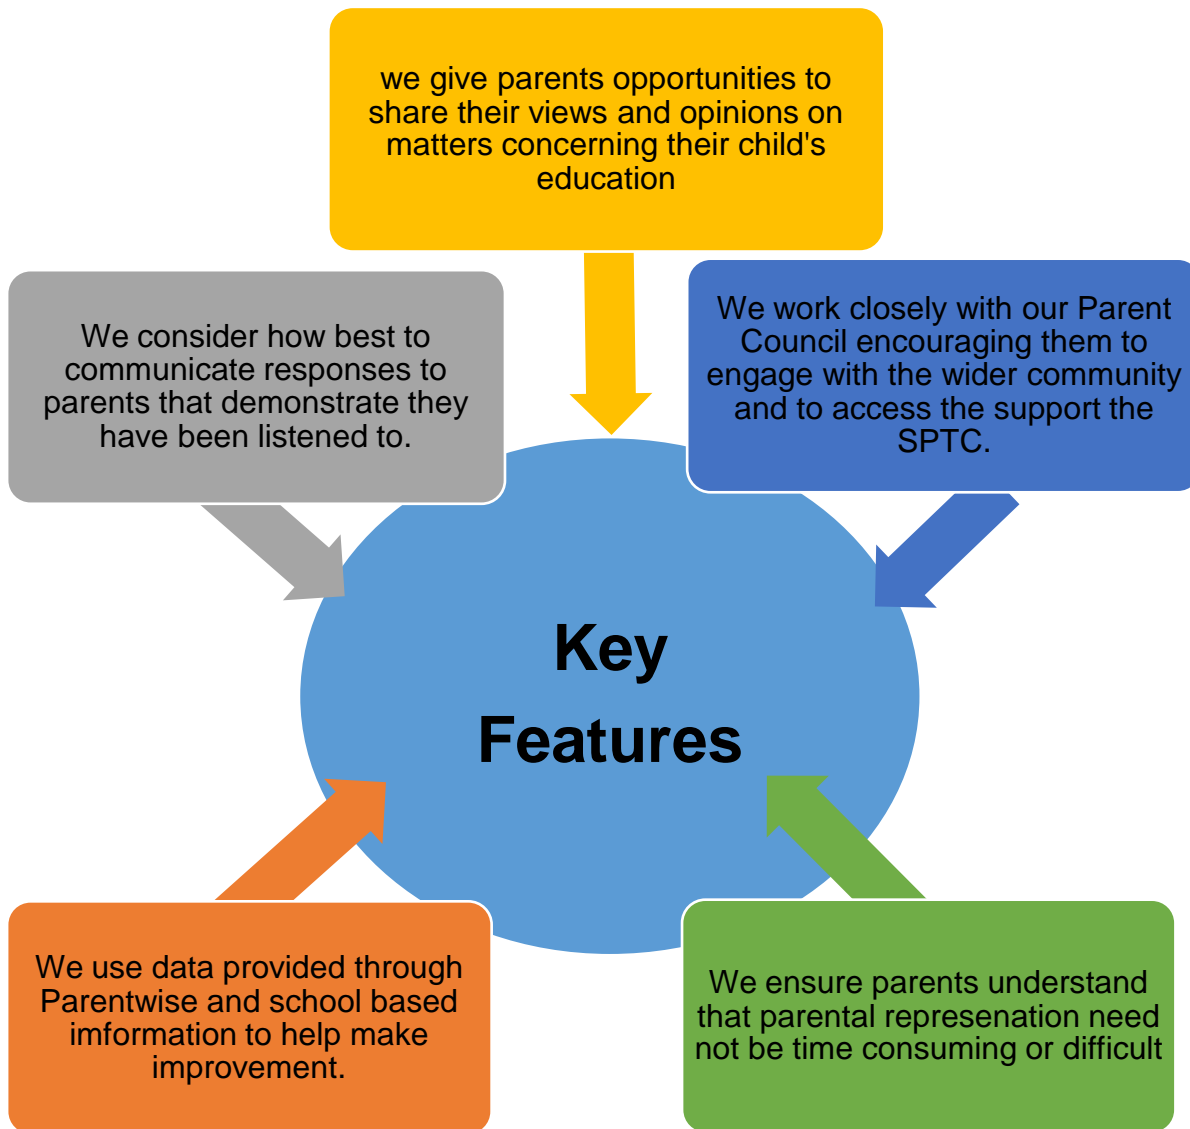 we give parents opportunities to
share their views and opinions on
matters concerning their child's
education
We consider how best to
communicate responses to
parents that demonstrate they
have been listened to.
We work closely with our Parent
Council encouraging them to
engage with the wider community
and to access the support the
SPTC.
Key
Features
We use data provided through
Parentwise and school based
imformation to help make
improvement.
We ensure parents understand
that parental represenation need
not be time consuming or difficult